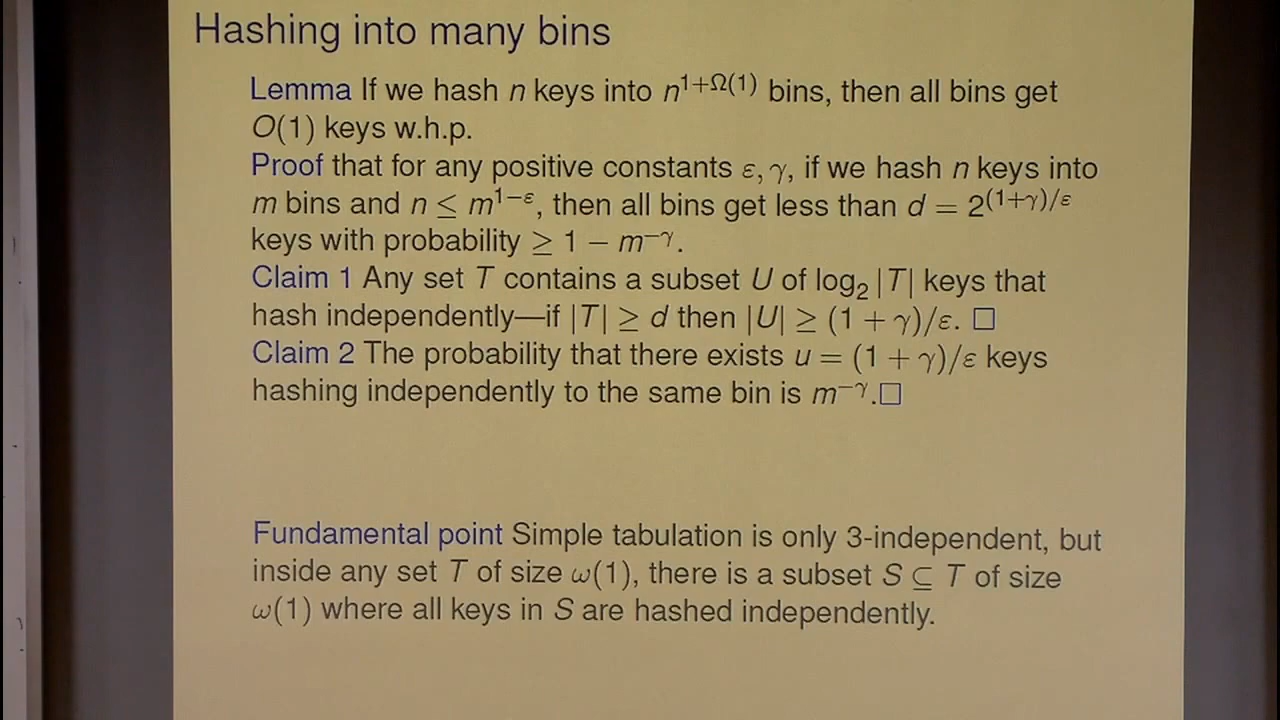 Hashing into many bins
Lemma If we hash n keys into n^{1+Ω(1)} bins, then all bins get
O(1) keys w.h.p.
Proof that for any positive constants ε, γ, if we hash n keys into
m bins and n ≤ m^{1−ε}, then all bins get less than d = 2^{(1+γ)/ε}
keys with probability ≥ 1 − m^{−γ}.
Claim 1 Any set T contains a subset U of log₂ |T| keys that
hash independently—if |T| ≥ d then |U| ≥ (1 + γ)/ε. □
Claim 2 The probability that there exists u = (1 + γ)/ε keys
hashing independently to the same bin is m^{−γ}.□
Fundamental point Simple tabulation is only 3-independent, but
inside any set T of size ω(1), there is a subset S ⊆ T of size
ω(1) where all keys in S are hashed independently.